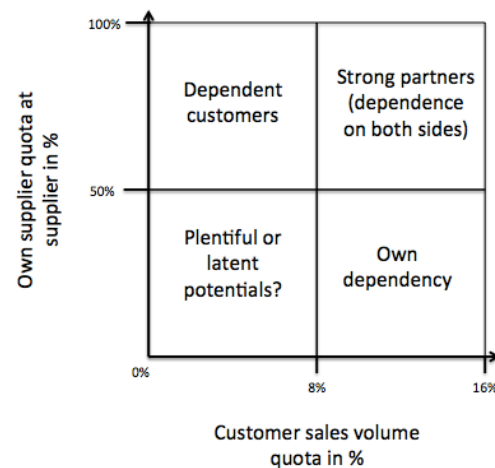 100%
Own supplier quota at
supplier in %
Dependent
customers
Strong partners
(dependence
on both sides)
50%
Plentiful or
latent
potentials?
Own
dependency
0%
8%
16%
Customer sales volume
quota in %